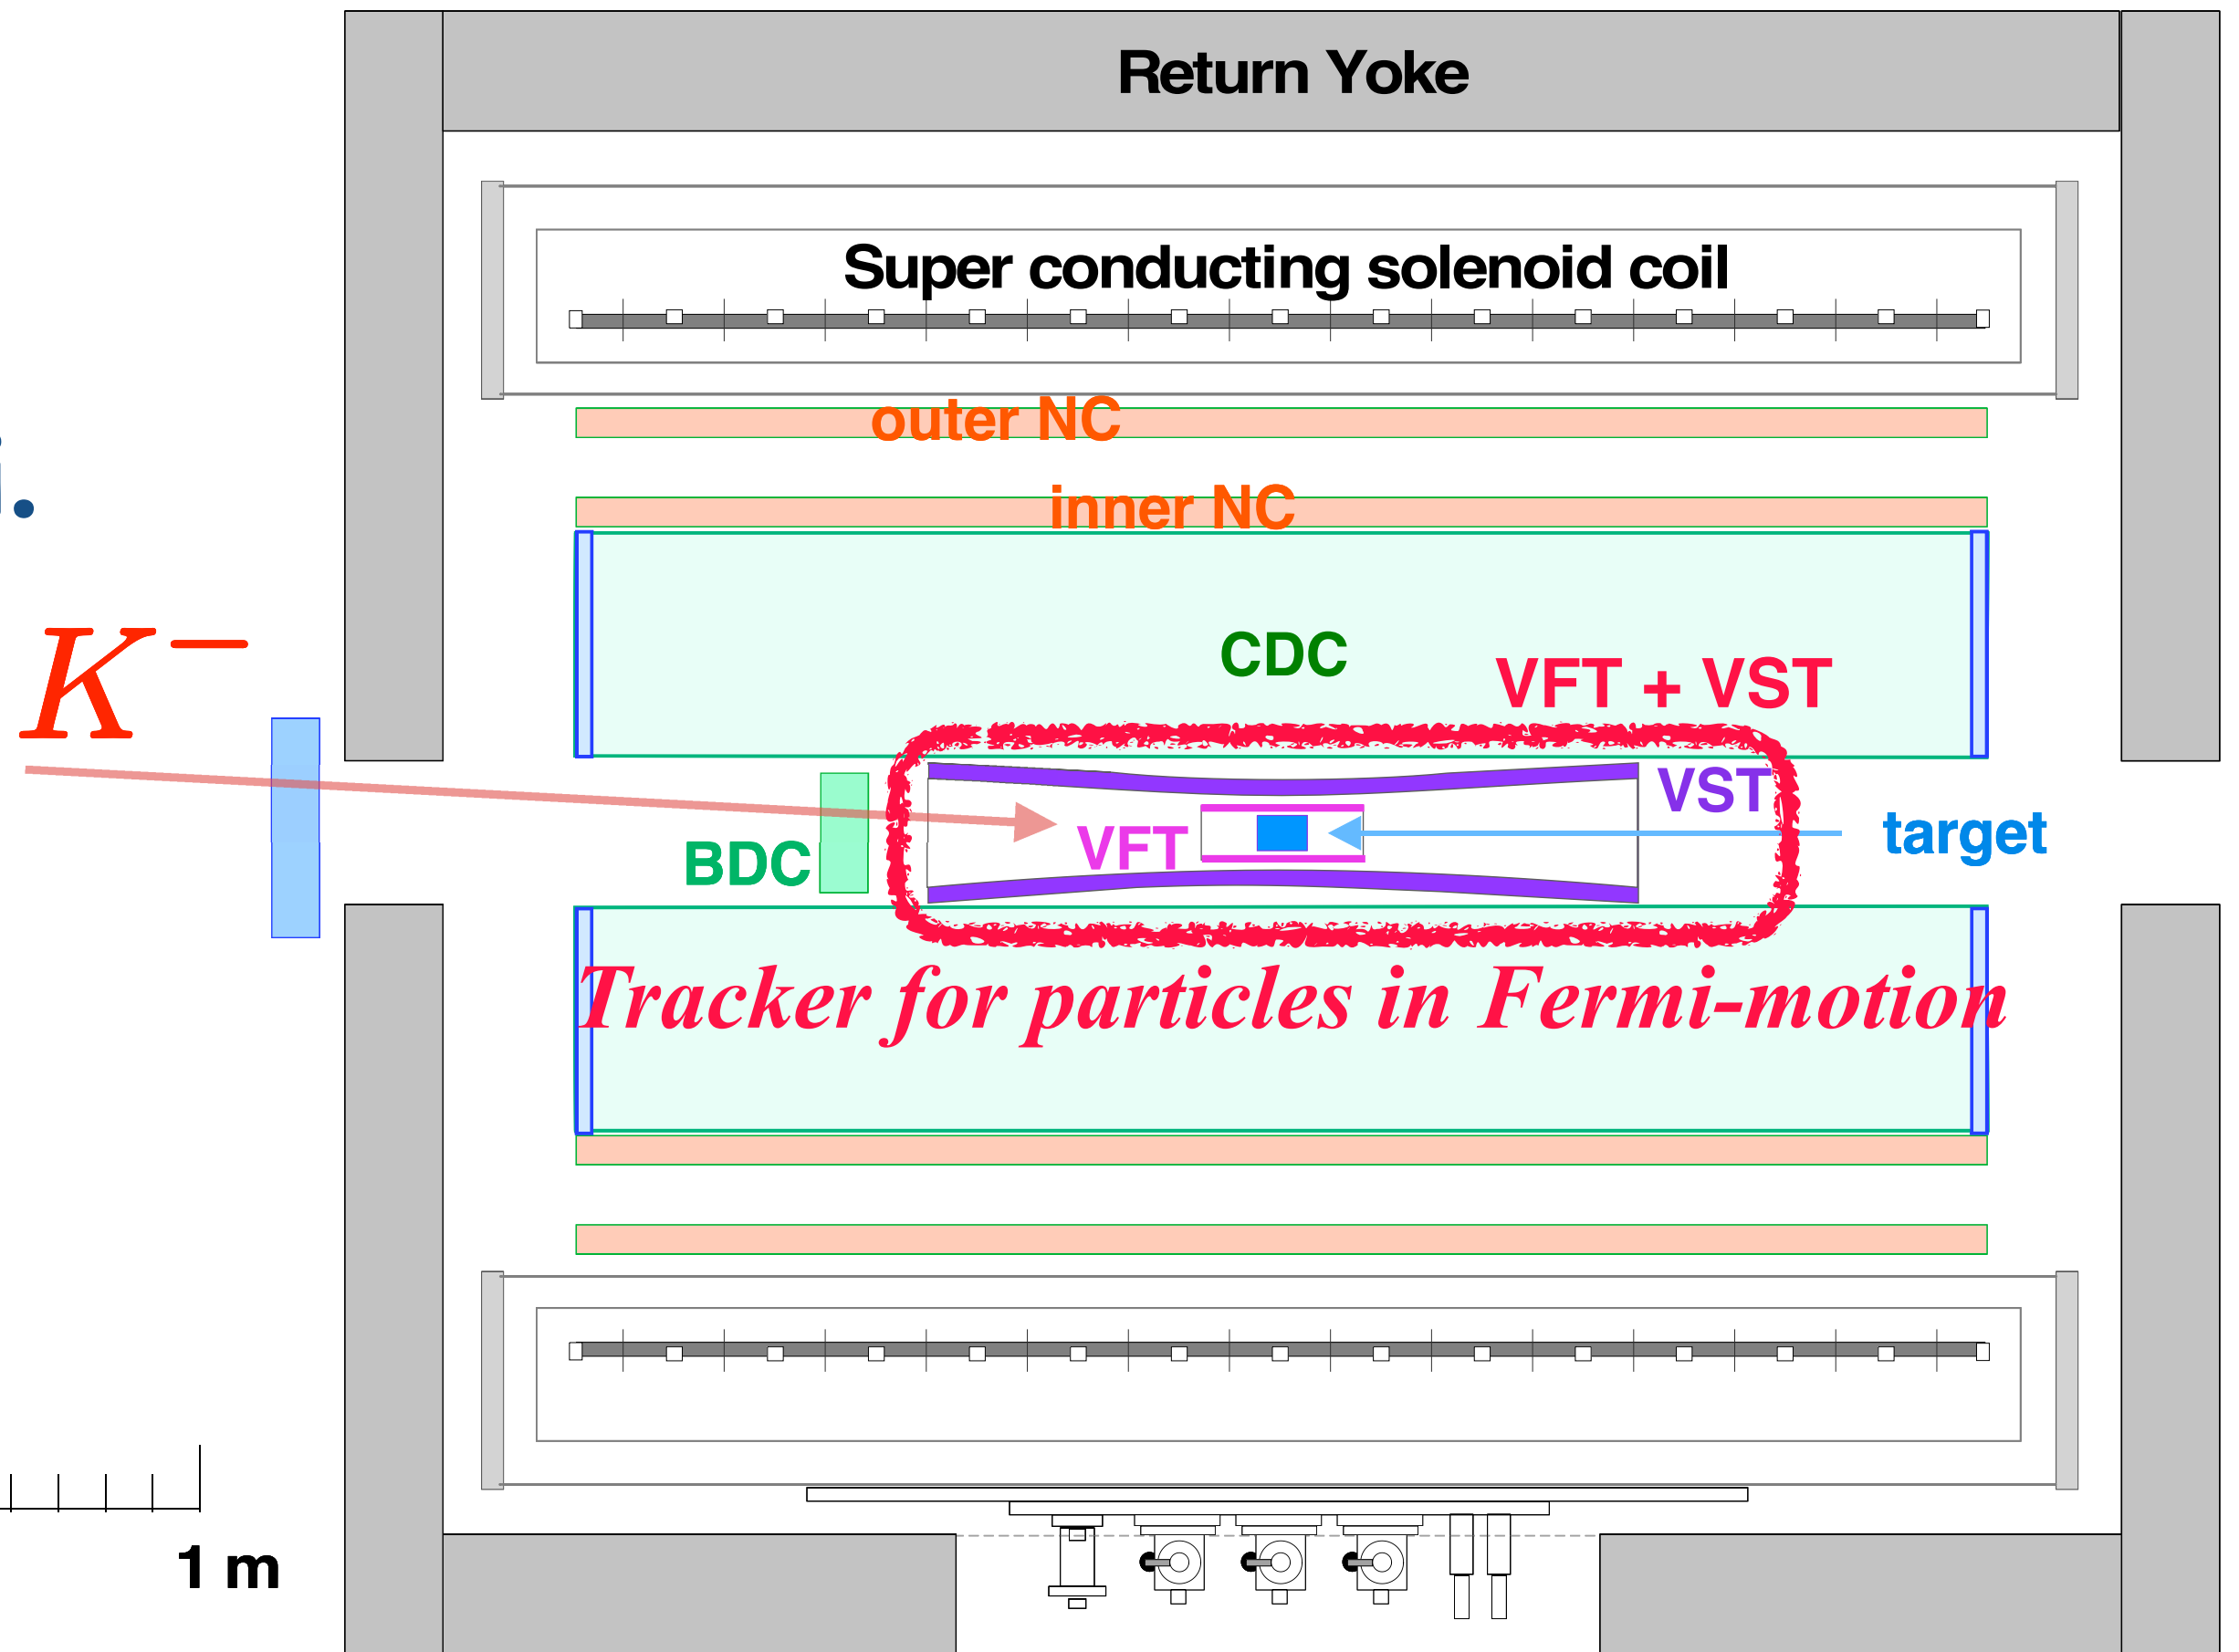 Return Yoke
Super conducting solenoid coil
outer NC
inner NC
K⁻
CDC
VFT + VST
VST
VFT
BDC
target
Tracker for particles in Fermi-motion
1 m